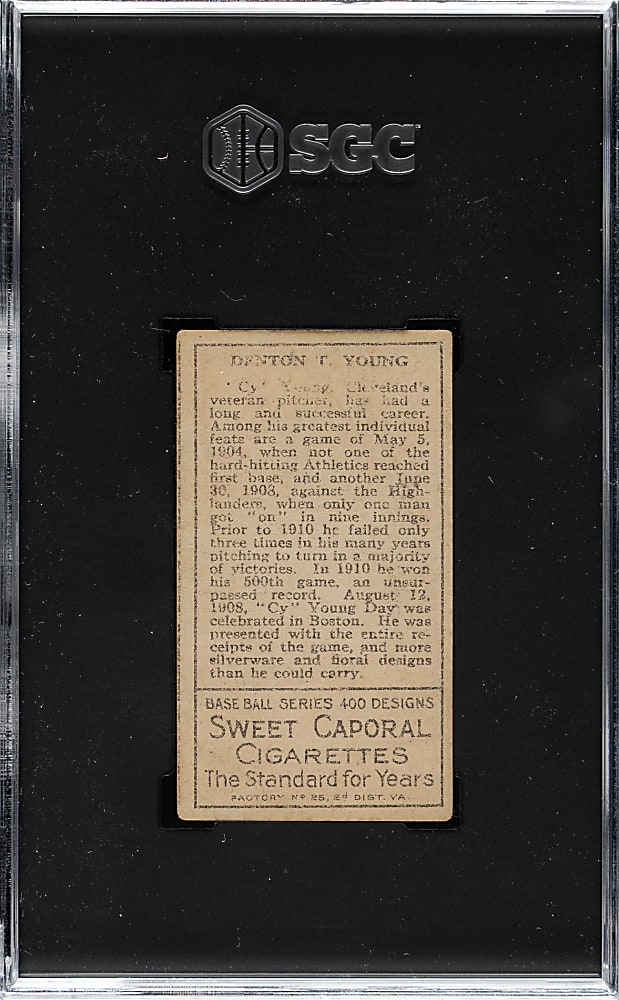 SGC
DENTON T. YOUNG
"Cy" Young, Cleveland's
veteran pitcher, has had a
long and successful career.
Among his greatest individual
feats are a game of May 5,
1904, when not one of the
hard-hitting Athletics reached
first base, and another June
30, 1908, against the High-
landers, when only one man
got "on" in nine innings.
Prior to 1910 he failed only
three times in his many years
pitching to turn in a majority
of victories. In 1910 he won
his 500th game, an unsur-
passed record. August 12,
1908, "Cy" Young Day was
celebrated in Boston. He was
presented with the entire re-
ceipts of the game, and more
silverware and floral designs
than he could carry.
BASE BALL SERIES 400 DESIGNS
SWEET CAPORAL
CIGARETTES
The Standard for Years
FACTORY Nº 25, 2d DIST. VA.